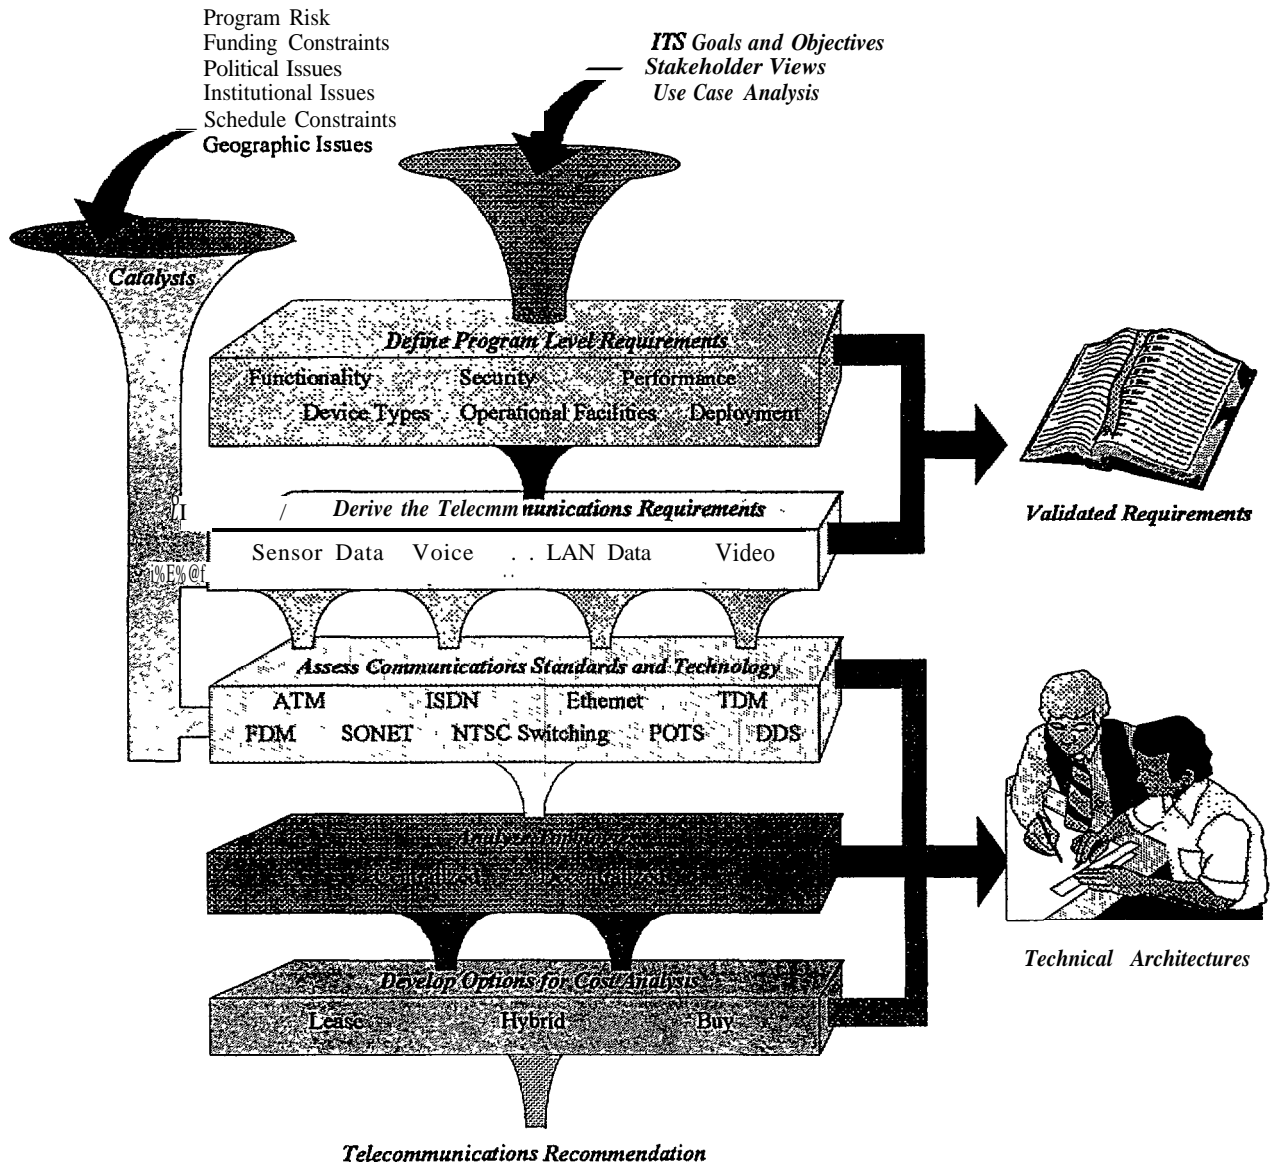 Program Risk
Funding Constraints
Political Issues
Institutional Issues
Schedule Constraints
Geographic Issues
ITS Goals and Objectives
Stakeholder Views
Use Case Analysis
Catalysts
Define Program Level Requirements
Functionality Security Performance
Device Types Operational Facilities Deployment
Derive the Telecmm nunications Requirements
Sensor Data Voice . . LAN Data Video
Validated Requirements
Assess Communications Standards and Technology
ATM ISDN Ethernet TDM
FDM SONET NTSC Switching POTS DDS
Develop Options for Cost Analysis
Lease Hybrid Buy
Technical Architectures
Telecommunications Recommendation